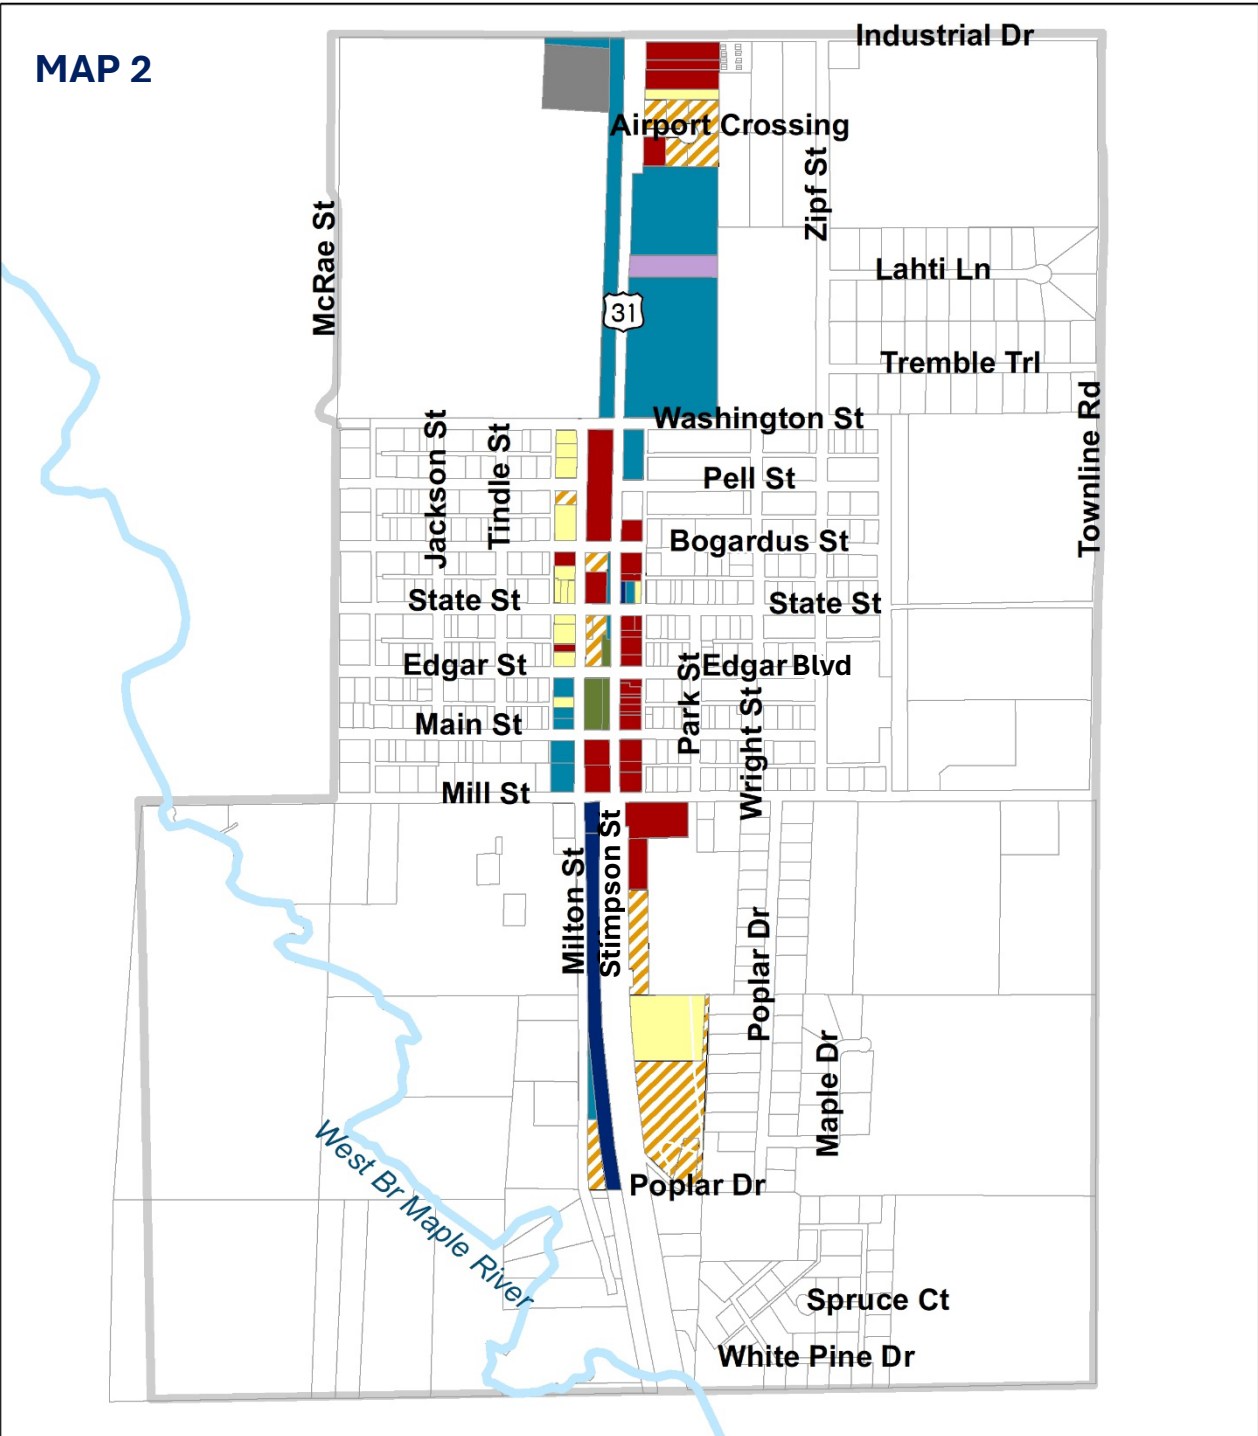 MAP 2
Industrial Dr
Airport Crossing
Zipf St
McRae St
Lahti Ln
31
Tremble Trl
Townline Rd
Washington St
Jackson St
Tindle St
Pell St
Bogardus St
State St
State St
Edgar St
Edgar Blvd
Park St
Main St
Wright St
Mill St
Milton St
Stimpson St
Poplar Dr
Maple Dr
West Br Maple River
Poplar Dr
Spruce Ct
White Pine Dr